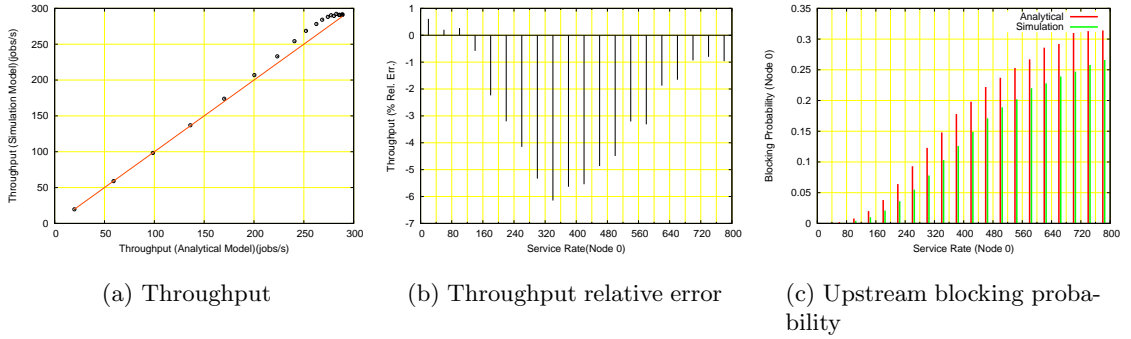 Throughput (Simulation Model)(jobs/s)
300
250
200
150
100
50
0
0 50 100 150 200 250 300
Throughput (Analytical Model)(jobs/s)
(a) Throughput
Throughput (% Rel. Err.)
1
0
-1
-2
-3
-4
-5
-6
-7
0 80 160 240 320 400 480 560 640 720 800
Service Rate(Node 0)
(b) Throughput relative error
Blocking Probability (Node 0)
0.35
0.3
0.25
0.2
0.15
0.1
0.05
0
Analytical
Simulation
0 80 160 240 320 400 480 560 640 720 800
Service Rate (Node 0)
(c) Upstream blocking proba-
bility